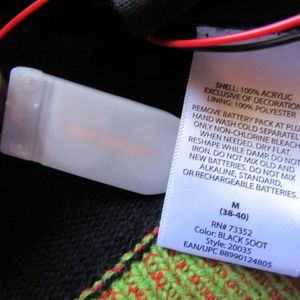 SHELL: 100% ACRYLIC
EXCLUSIVE OF DECORATION
LINING: 100% POLYESTER
REMOVE BATTERY PACK AT
HAND WASH COLD SEPARATELY
ONLY NON-CHLORINE BLEACH
WHEN NEEDED. DRY FLAT
RESHAPE WHILE DAMP DO NOT
IRON. DO NOT MIX OLD AND
NEW BATTERIES. DO NOT MIX
ALKALINE, STANDARD,
OR RECHARGEABLE BATTERIES.
M
(38-40)
RN# 73352
Color: BLACK SOOT
Style: 20035
EAN/UPC 88990124805